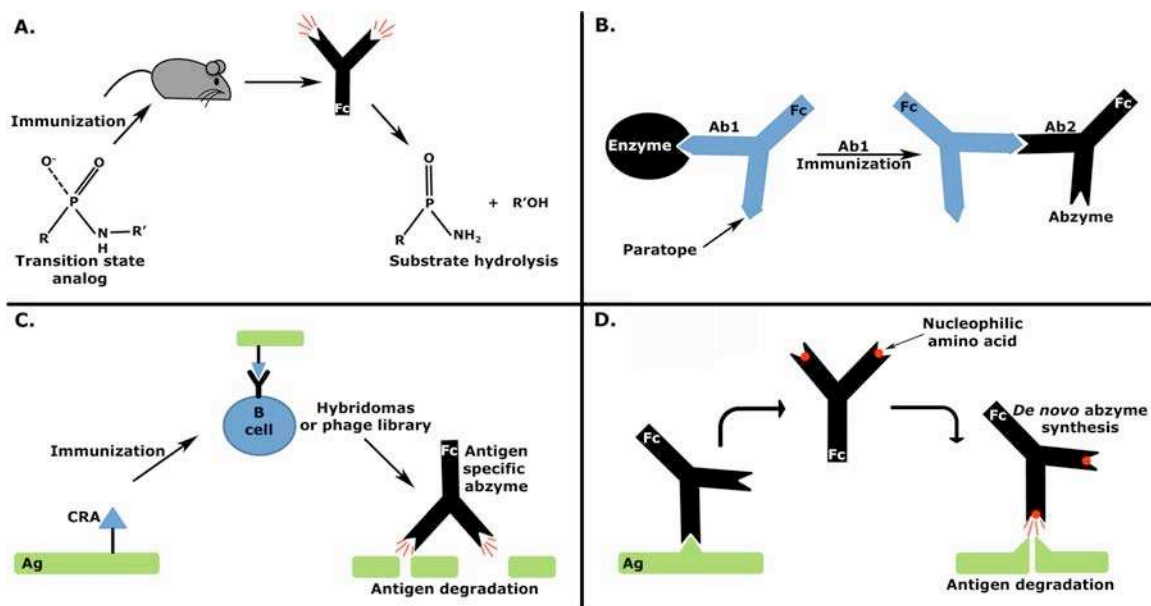 A.
Immunization
O-
O
P
R
N
H
R'
Transition state
analog
Fc
O
P
R
NH2
+ R'OH
Substrate hydrolysis
B.
Enzyme
Ab1
Fc
Paratope
Ab1
Immunization
Fc
Ab2
Fc
Abzyme
C.
B
cell
Immunization
CRA
Ag
Hybridomas
or phage library
Fc
Antigen
specific
abzyme
Antigen degradation
D.
Nucleophilic
amino acid
Fc
Ag
Fc
De novo abzyme
synthesis
Fc
Antigen degradation